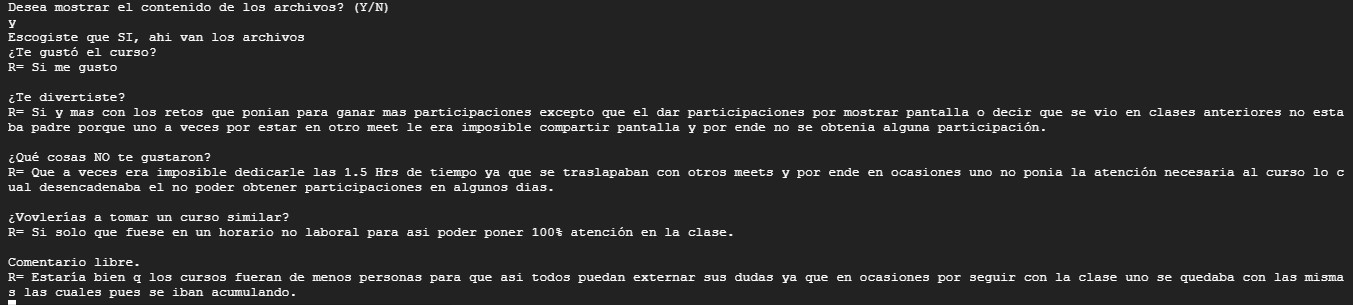 Desea mostrar el contenido de los archivos? (Y/N)
y
Escogiste que SI, ahi van los archivos
¿Te gustó el curso?
R= Si me gusto
¿Te divertiste?
R= Si y mas con los retos que ponian para ganar mas participaciones excepto que el dar participaciones por mostrar pantalla o decir que se vio en clases anteriores no esta
ba padre porque uno a veces por estar en otro meet le era imposible compartir pantalla y por ende no se obtenia alguna participación.
¿Qué cosas NO te gustaron?
R= Que a veces era imposible dedicarle las 1.5 Hrs de tiempo ya que se traslapaban con otros meets y por ende en ocasiones uno no ponia la atención necesaria al curso lo c
ual desencadenaba el no poder obtener participaciones en algunos dias.
¿Vovlerías a tomar un curso similar?
R= Si solo que fuese en un horario no laboral para asi poder poner 100% atención en la clase.
Comentario libre.
R= Estaría bien q los cursos fueran de menos personas para que asi todos puedan externar sus dudas ya que en ocasiones por seguir con la clase uno se quedaba con las misma
s las cuales pues se iban acumulando.